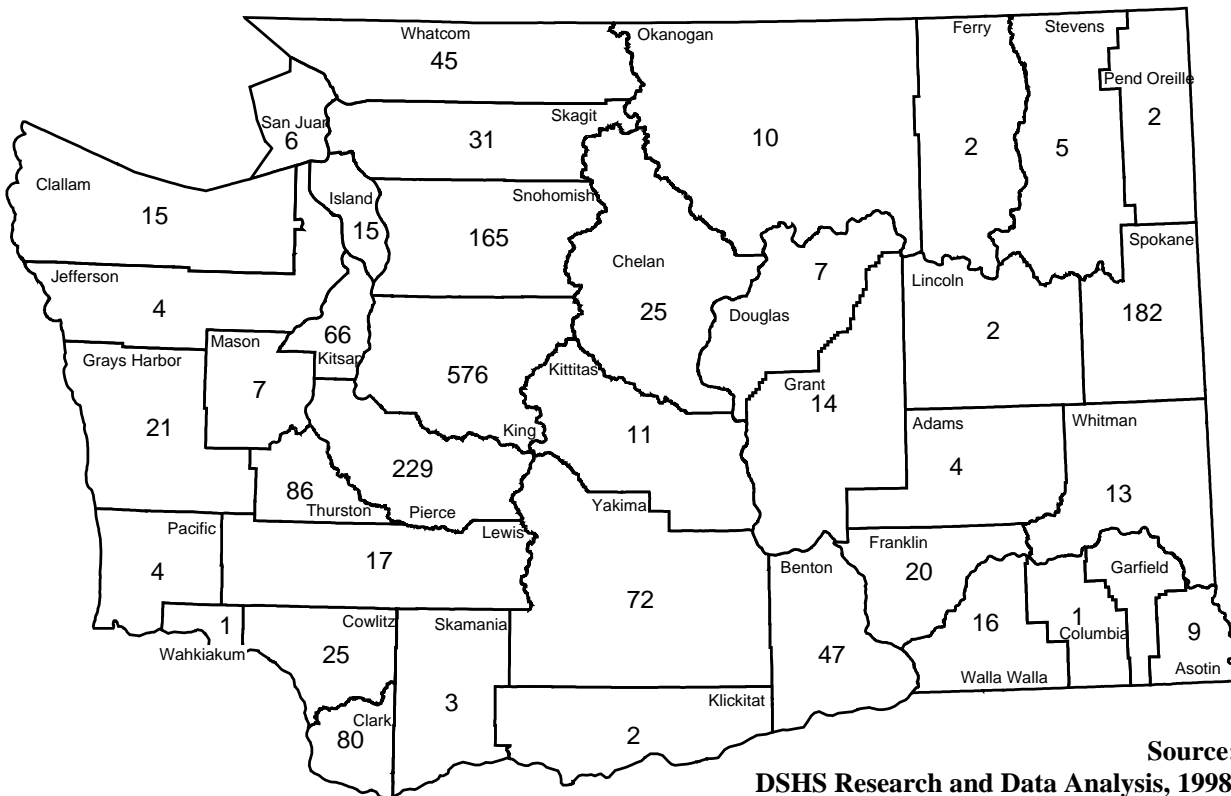 Whatcom
45
Okanogan
10
Ferry
2
Stevens
5
Pend Oreille
2
San Juan
6
Skagit
31
Clallam
15
Island
15
Snohomish
165
Chelan
25
Douglas
7
Lincoln
2
Spokane
182
Jefferson
4
Kitsap
66
Mason
7
Grays Harbor
21
King
576
Kittitas
11
Grant
14
Adams
4
Whitman
13
Thurston
86
Pierce
229
Pacific
4
Lewis
17
Yakima
72
Benton
47
Franklin
20
Walla Walla
16
Columbia
1
Garfield
Asotin
9
Wahkiakum
1
Cowlitz
25
Skamania
3
Klickitat
2
Clark
80
Source:
DSHS Research and Data Analysis, 1998